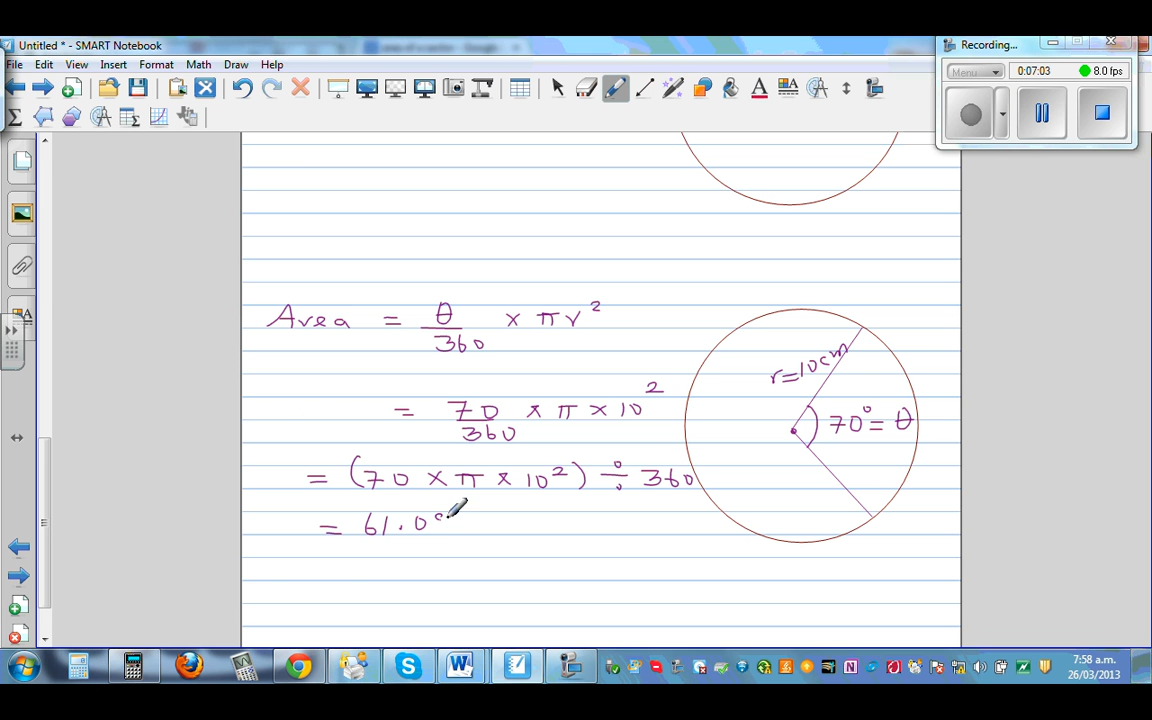 Untitled * - SMART Notebook
Recording...
File Edit View Insert Format Math Draw Help
Menu 0:07:03 8.0 fps
Area = θ/360 × πr²
r=10cm
= 70/360 × π × 10²
70° = θ
= (70 × π × 10²) ÷ 360
= 61.0
7:58 a.m.
26/03/2013